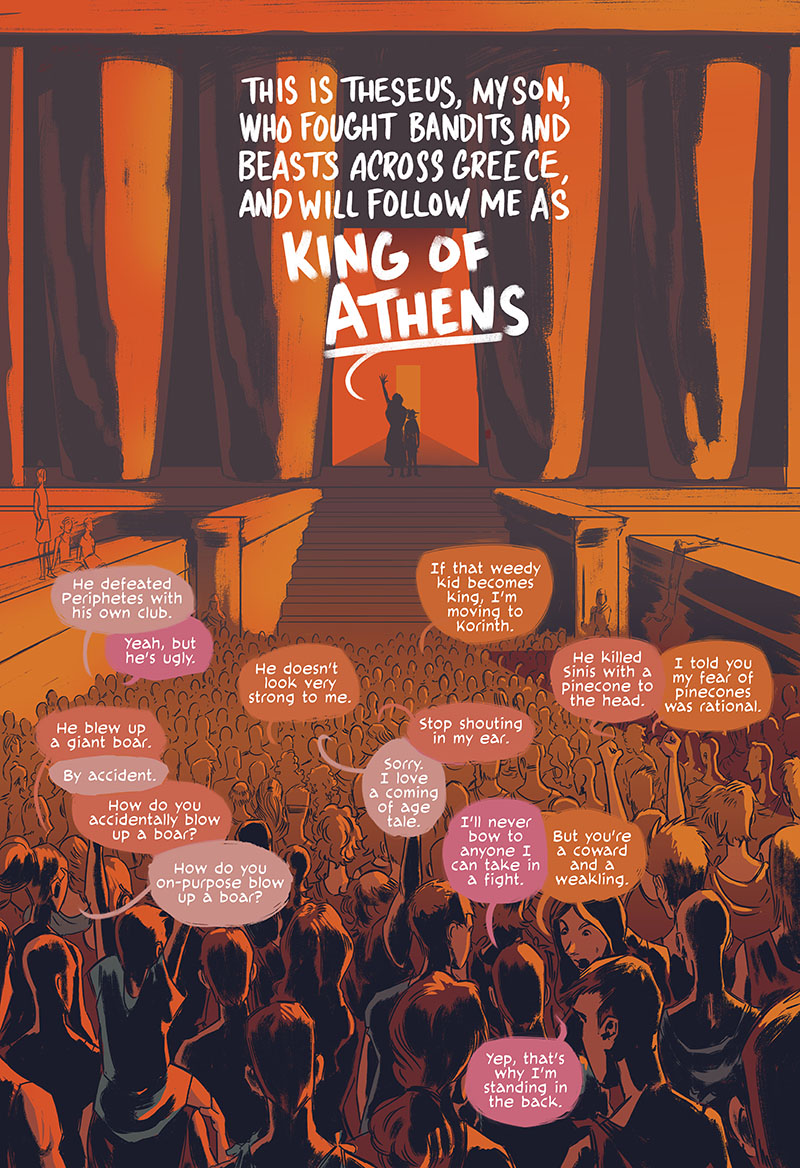 THIS IS THESEUS, MY SON,
WHO FOUGHT BANDITS AND
BEASTS ACROSS GREECE,
AND WILL FOLLOW ME AS
KING OF
ATHENS
He defeated
Periphetes with
his own club.
Yeah, but
he's ugly.
He doesn't
look very
strong to me.
If that weedy
kid becomes
king, I'm
moving to
Korinth.
He killed
Sinis with a
pinecone to
the head.
I told you
my fear of
pinecones
was rational.
He blew up
a giant boar.
By accident.
How do you
accidentally blow
up a boar?
How do you
on-purpose blow
up a boar?
Stop shouting
in my ear.
Sorry.
I love
a coming
of age
tale.
I'll never
bow to
anyone I
can take in
a fight.
But you're
a coward
and a
weakling.
Yep, that's
why I'm
standing in
the back.